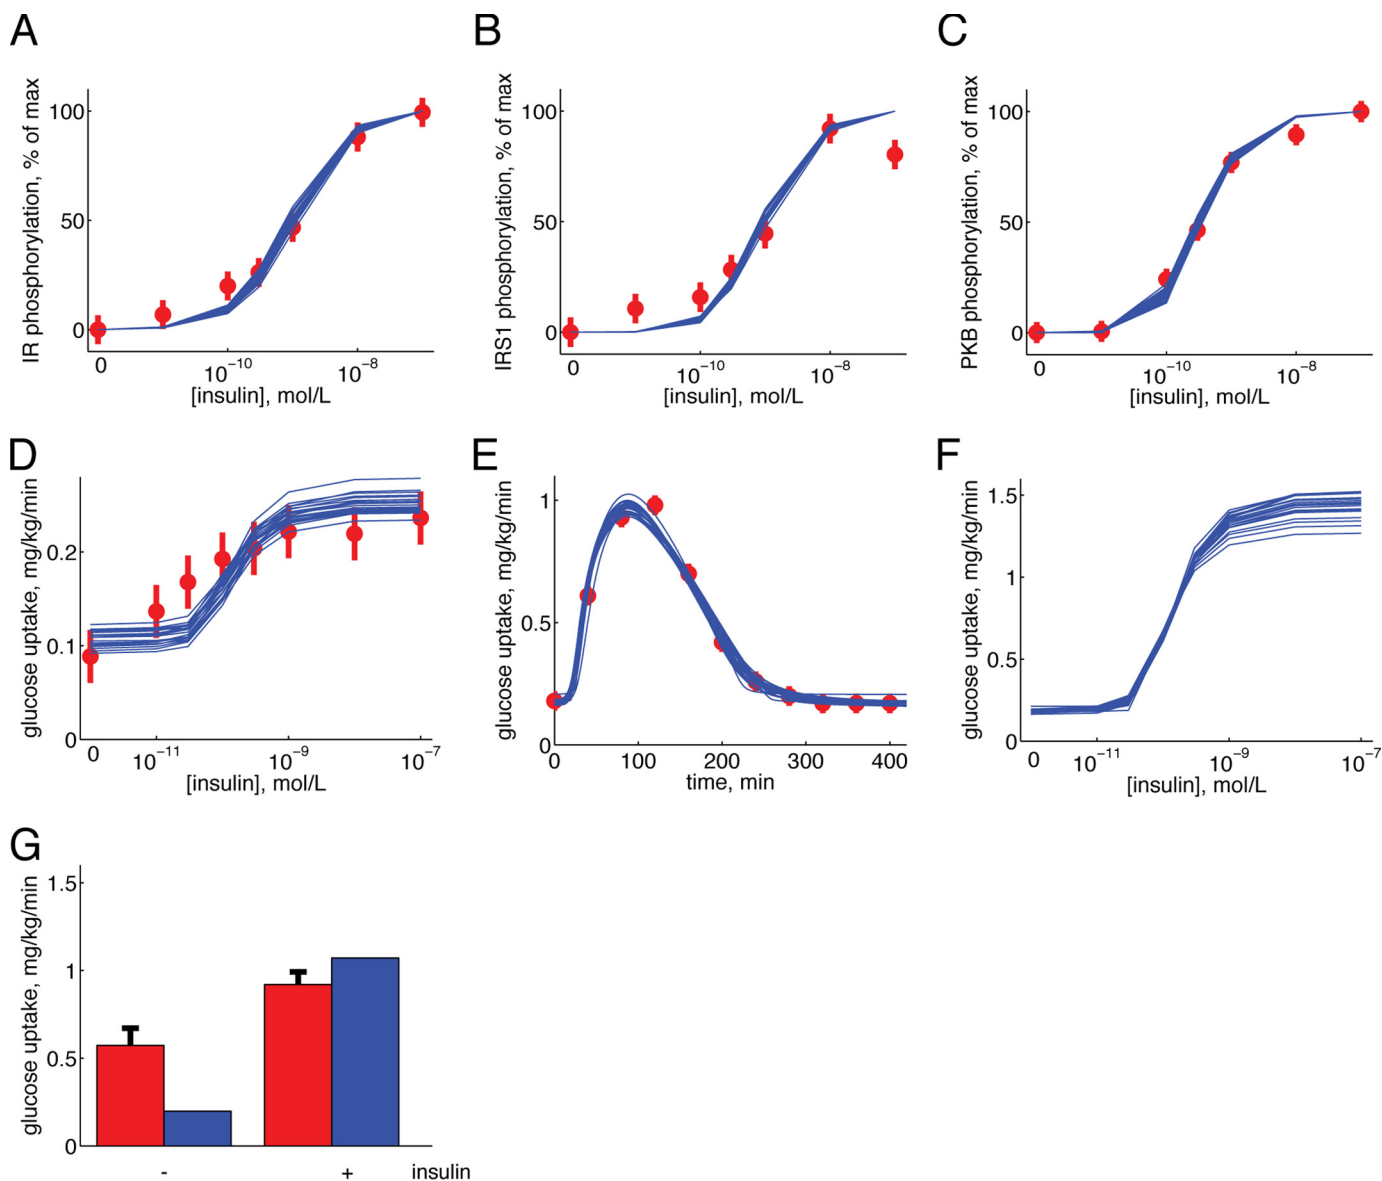 A
B
C
IR phosphorylation, % of max
100
50
0
0
10⁻¹⁰
10⁻⁸
[insulin], mol/L
IRS1 phosphorylation, % of max
100
50
0
0
10⁻¹⁰
10⁻⁸
[insulin], mol/L
PKB phosphorylation, % of max
100
50
0
0
10⁻¹⁰
10⁻⁸
[insulin], mol/L
D
E
F
glucose uptake, mg/kg/min
0.2
0.1
0
0
10⁻¹¹
10⁻⁹
10⁻⁷
[insulin], mol/L
glucose uptake, mg/kg/min
1
0.5
0
0
100
200
300
400
time, min
glucose uptake, mg/kg/min
1.5
1
0.5
0
0
10⁻¹¹
10⁻⁹
10⁻⁷
[insulin], mol/L
G
glucose uptake, mg/kg/min
1.5
1
0.5
0
-
+
insulin